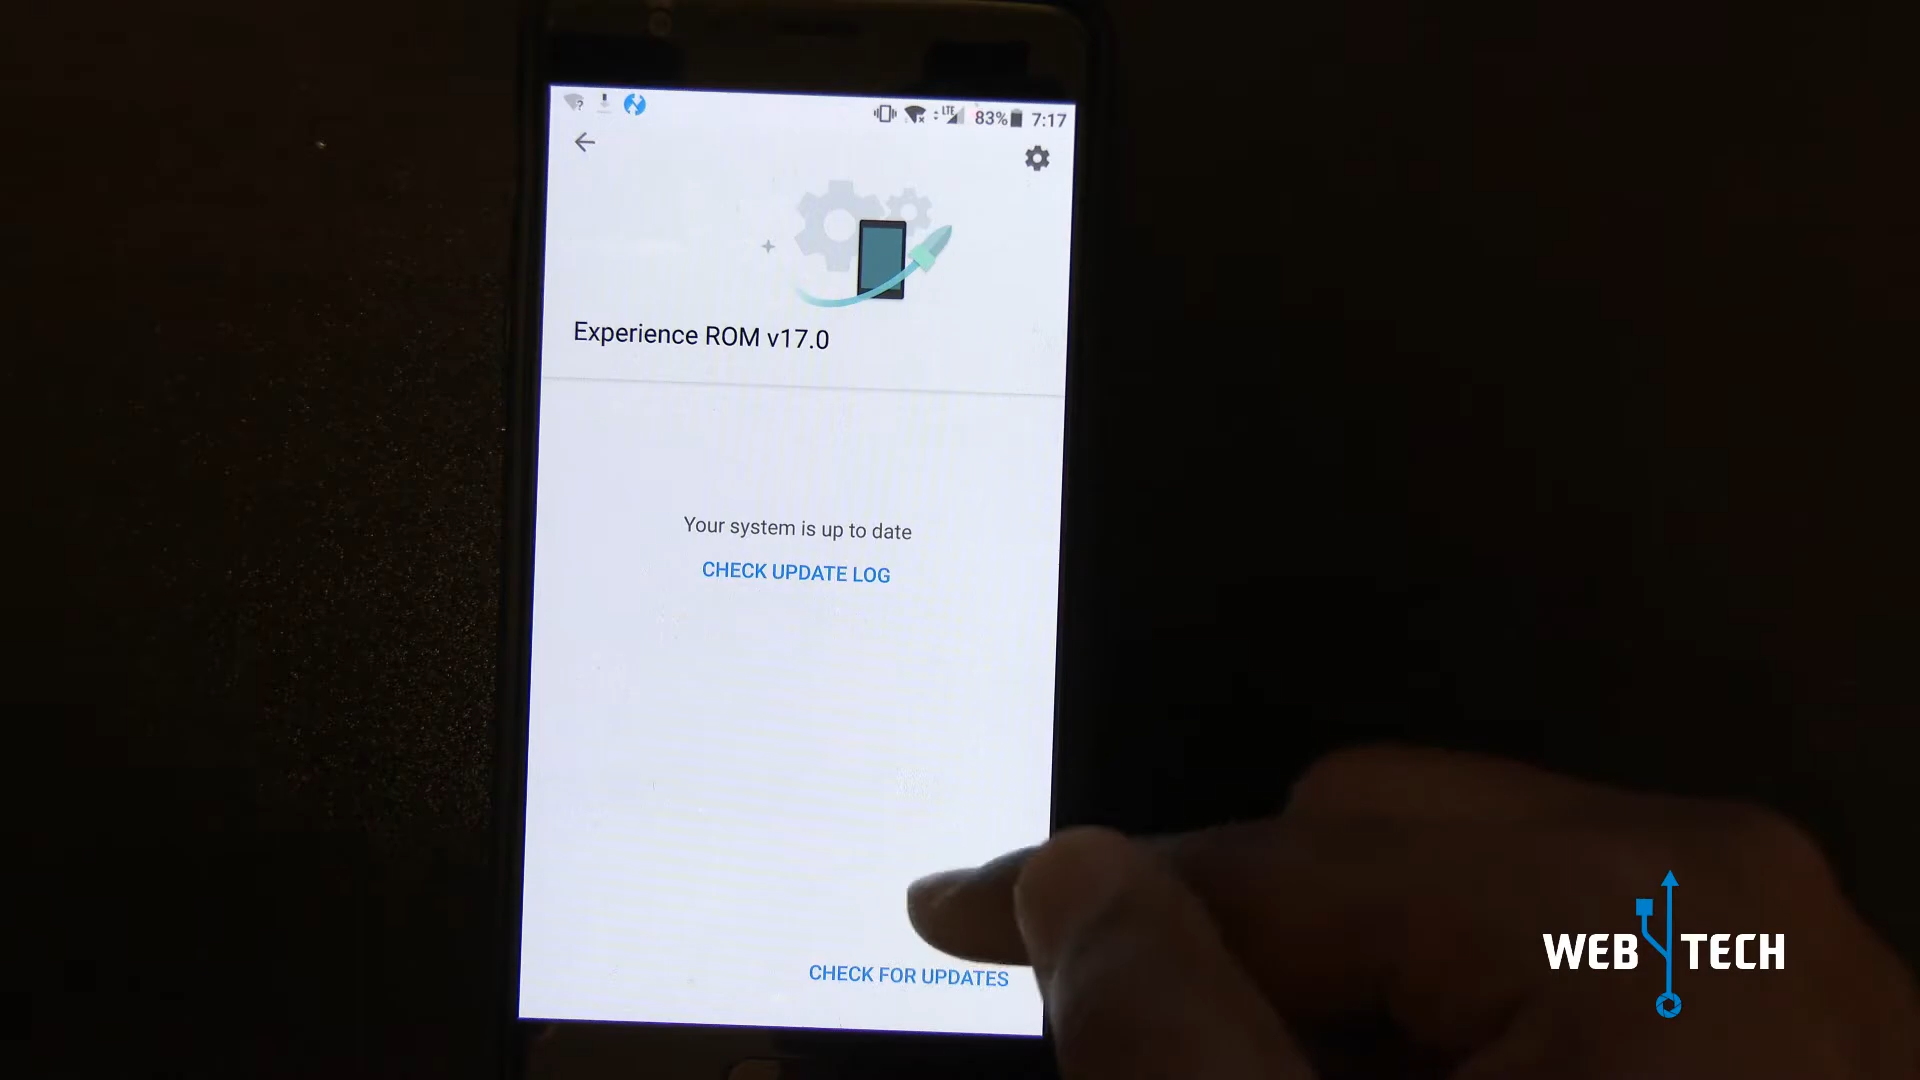 LTE 83% 7:17
Experience ROM v17.0
Your system is up to date
CHECK UPDATE LOG
CHECK FOR UPDATES
WEB TECH